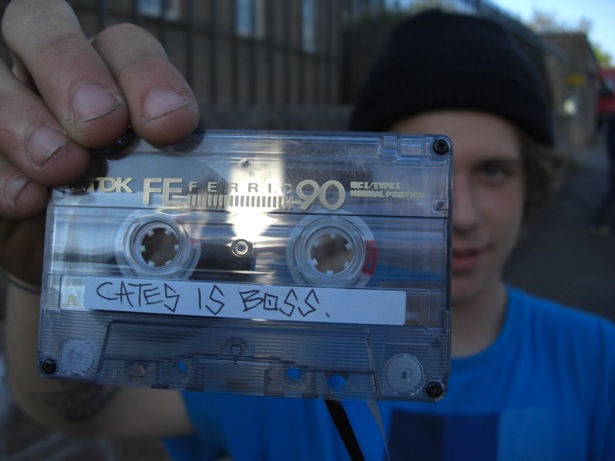 TDK FE FERRIC 90
IEC I/TYPE I
NORMAL POSITION
A
CATES IS BOSS.